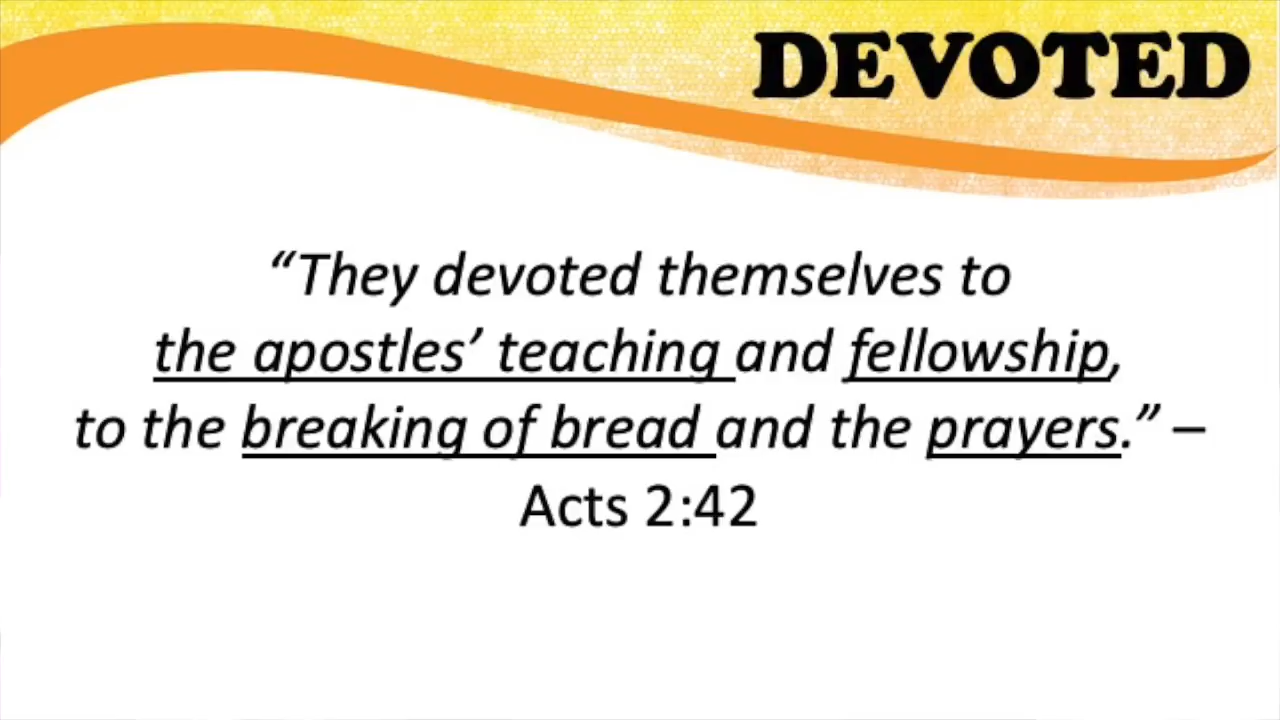 DEVOTED
“They devoted themselves to
the apostles’ teaching and fellowship,
to the breaking of bread and the prayers.” –
Acts 2:42